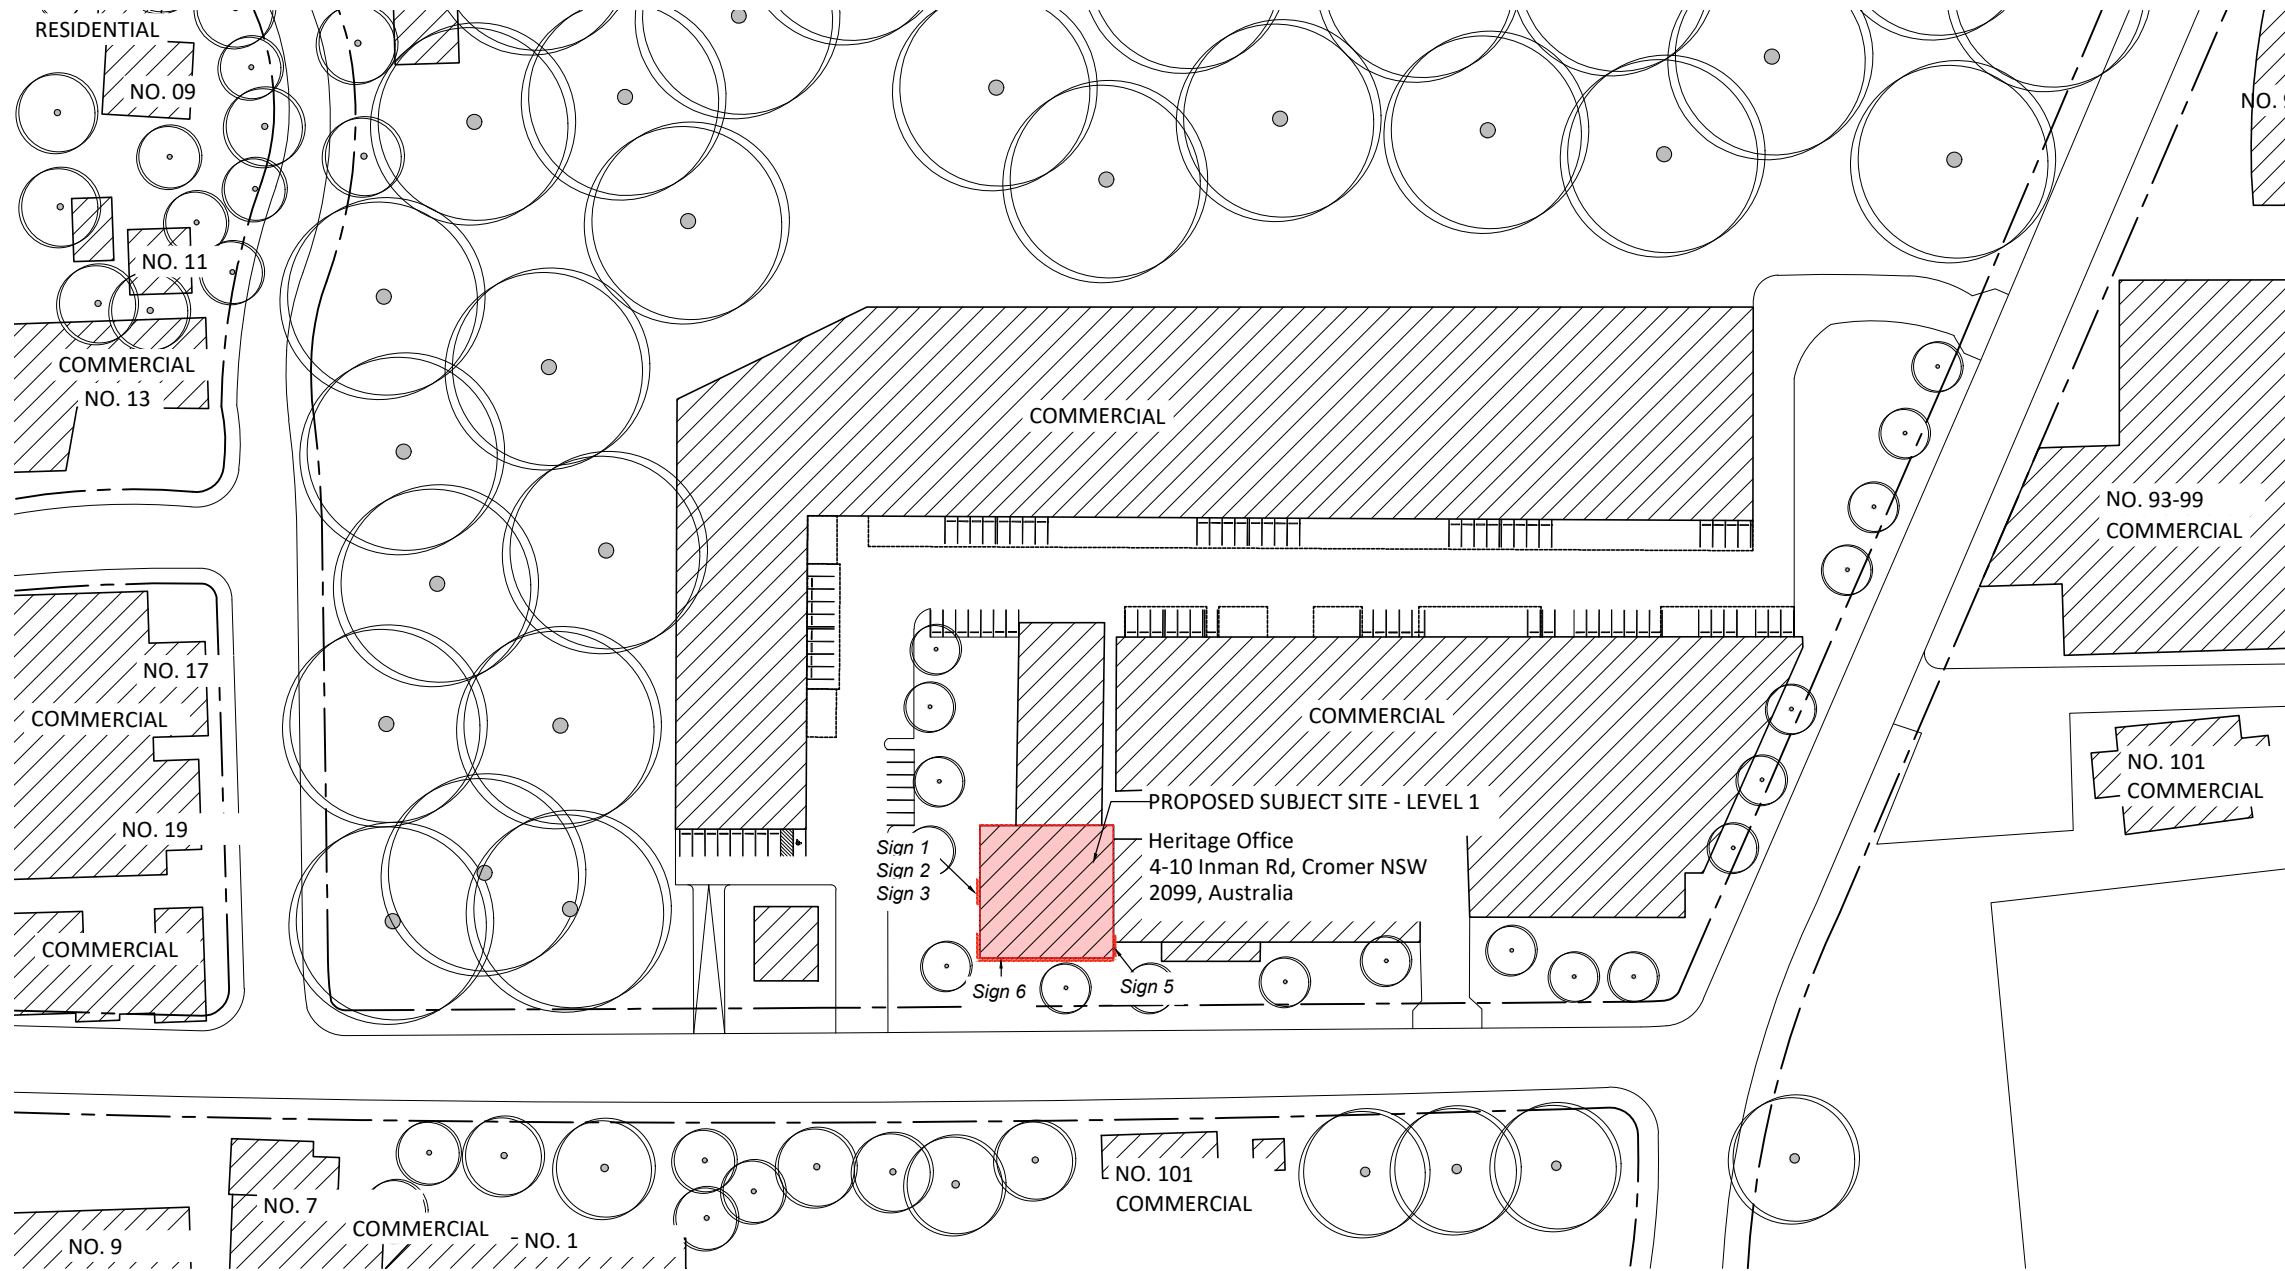 RESIDENTIAL
NO. 09
NO. 11
COMMERCIAL
NO. 13
COMMERCIAL
NO. 93-99
COMMERCIAL
NO. 17
COMMERCIAL
NO. 19
COMMERCIAL
COMMERCIAL
NO. 101
COMMERCIAL
PROPOSED SUBJECT SITE - LEVEL 1
Heritage Office
4-10 Inman Rd, Cromer NSW
2099, Australia
Sign 1
Sign 2
Sign 3
Sign 6
Sign 5
NO. 101
COMMERCIAL
NO. 7
COMMERCIAL
NO. 1
NO. 9